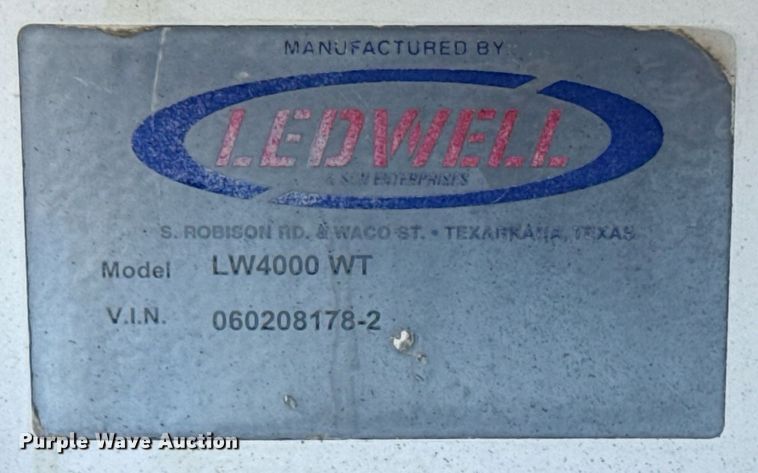 MANUFACTURED BY
LEDWELL
& SON ENTERPRISES
S. ROBISON RD. & WACO ST. • TEXARKANA, TEXAS
Model LW4000 WT
V.I.N. 060208178-2
Purple Wave Auction